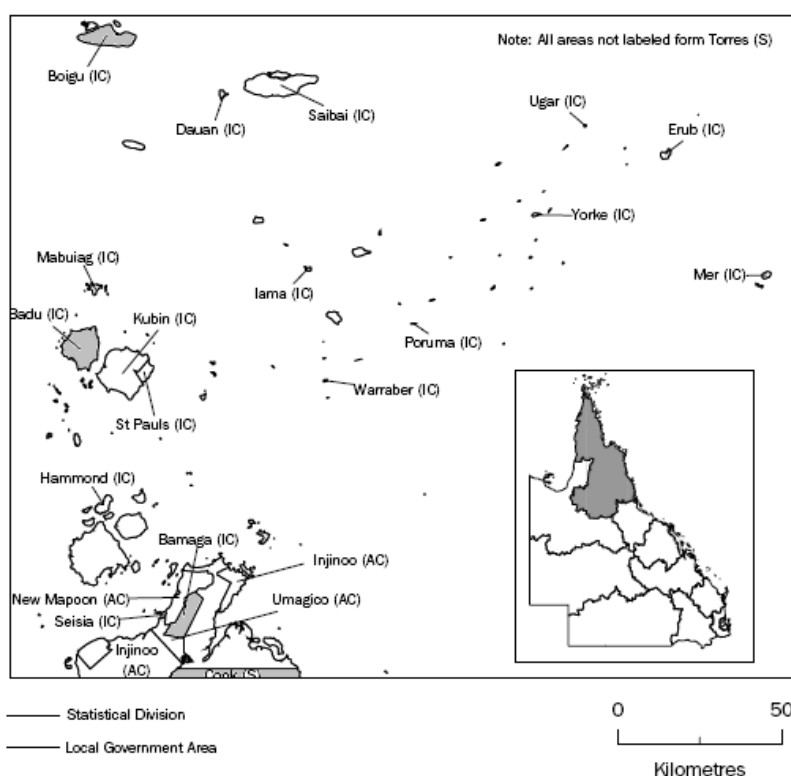 Note: All areas not labeled form Torres (S)
Boigu (IC)
Saibai (IC)
Dauan (IC)
Ugar (IC)
Erub (IC)
Yorke (IC)
Mabuiag (IC)
Iama (IC)
Mer (IC)
Badu (IC)
Kubin (IC)
Poruma (IC)
Warraber (IC)
St Pauls (IC)
Hammond (IC)
Bamaga (IC)
Injinoo (AC)
New Mapoon (AC)
Umagico (AC)
Seisia (IC)
Injinoo
(AC)
Cook (S)
Statistical Division
Local Government Area
0 50
Kilometres